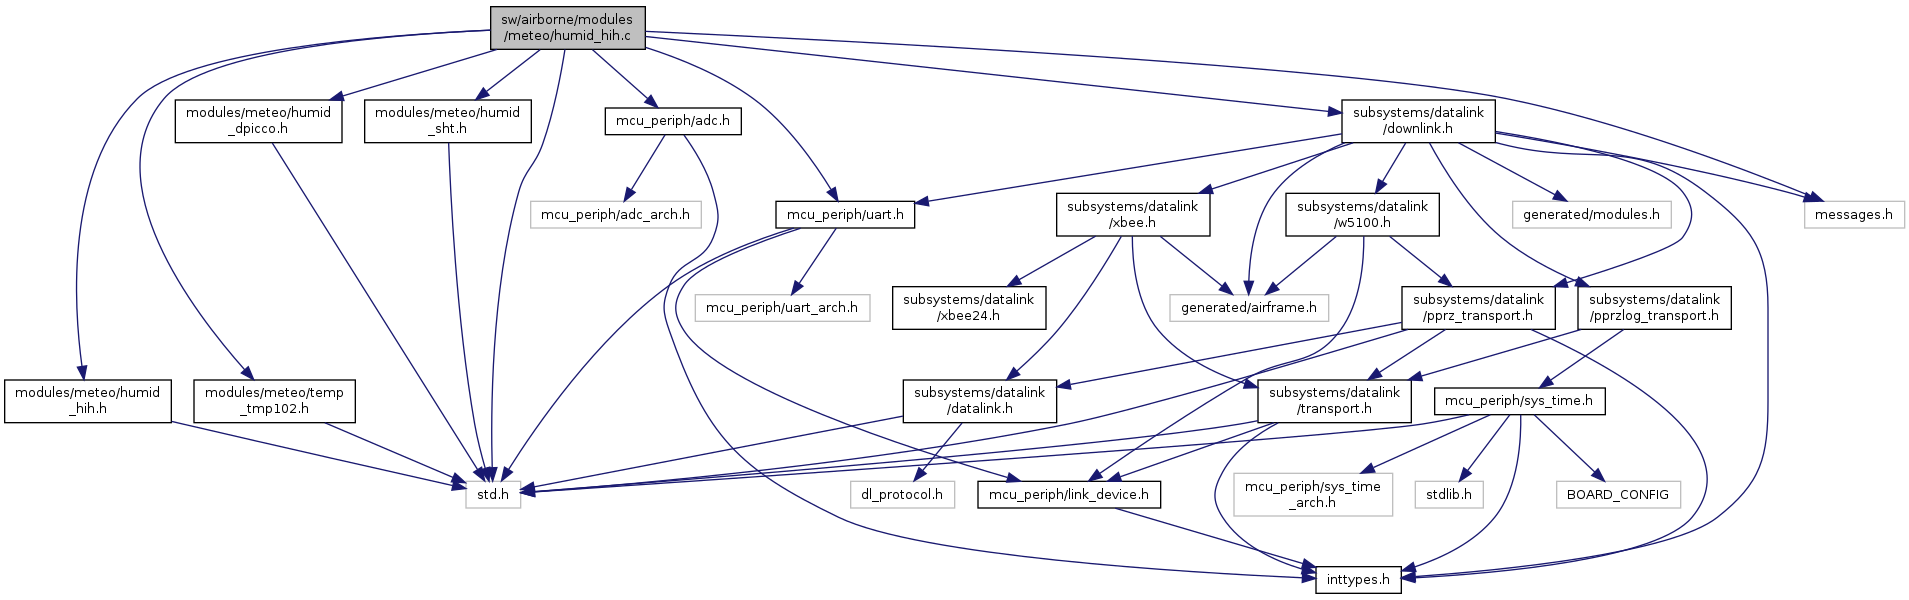 sw/airborne/modules
/meteo/humid_hih.c
modules/meteo/humid
_dpicco.h
modules/meteo/humid
_sht.h
mcu_periph/adc.h
subsystems/datalink
/downlink.h
mcu_periph/adc_arch.h
mcu_periph/uart.h
subsystems/datalink
/xbee.h
subsystems/datalink
/w5100.h
generated/modules.h
messages.h
mcu_periph/uart_arch.h
subsystems/datalink
/xbee24.h
generated/airframe.h
subsystems/datalink
/pprz_transport.h
subsystems/datalink
/pprzlog_transport.h
modules/meteo/humid
_hih.h
modules/meteo/temp
_tmp102.h
subsystems/datalink
/datalink.h
subsystems/datalink
/transport.h
mcu_periph/sys_time.h
std.h
dl_protocol.h
mcu_periph/link_device.h
mcu_periph/sys_time
_arch.h
stdlib.h
BOARD_CONFIG
inttypes.h